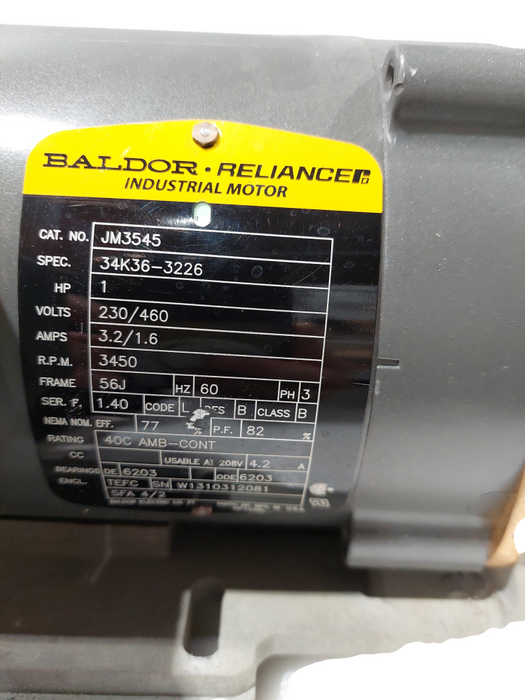 BALDOR • RELIANCE
INDUSTRIAL MOTOR
CAT. NO. JM3545
SPEC. 34K36-3226
HP 1
VOLTS 230/460
AMPS 3.2/1.6
R.P.M. 3450
FRAME 56J HZ 60 PH 3
SER. F. 1.40 CODE L DES B CLASS B
NEMA NOM. EFF. 77 % P.F. 82 %
RATING 40C AMB-CONT
CC USABLE AT 208V 4.2 A
BEARINGS DE 6203 ODE 6203
ENCL. TEFC SN W1310312081
SFA 4/2
BALDOR ELECTRIC